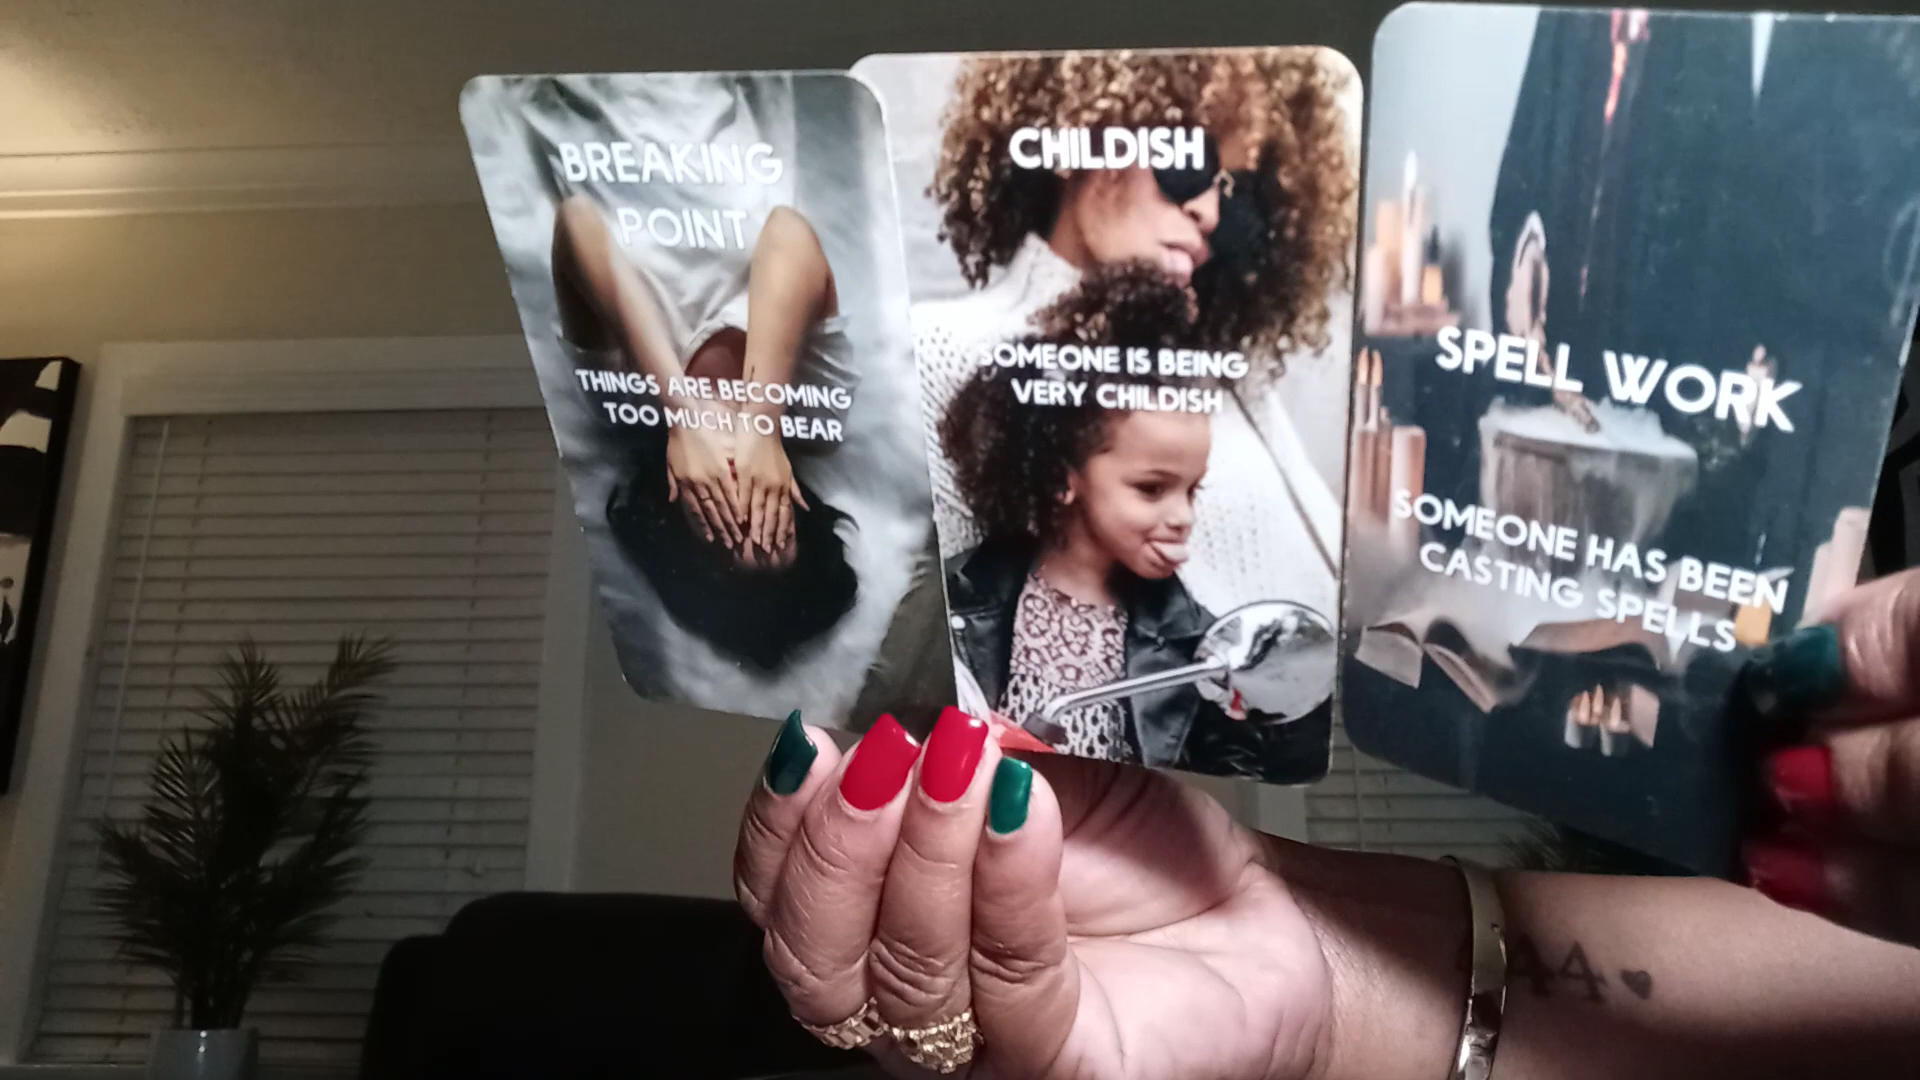 BREAKING
POINT
THINGS ARE BECOMING
TOO MUCH TO BEAR
CHILDISH
SOMEONE IS BEING
VERY CHILDISH
SPELL WORK
SOMEONE HAS BEEN
CASTING SPELLS